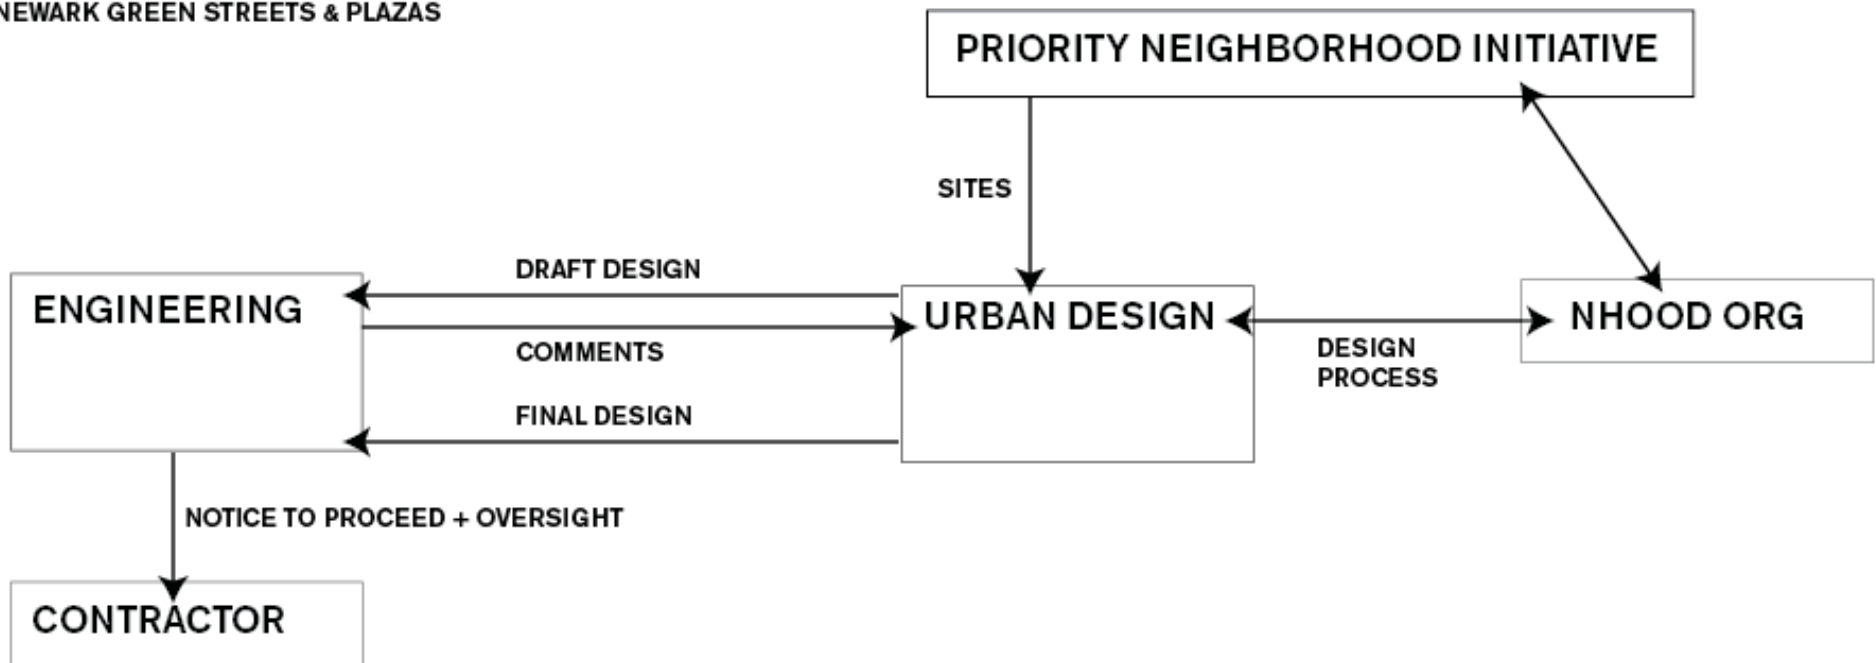 NEWARK GREEN STREETS & PLAZAS
PRIORITY NEIGHBORHOOD INITIATIVE
SITES
DRAFT DESIGN
ENGINEERING
URBAN DESIGN
NHOOD ORG
COMMENTS
DESIGN
PROCESS
FINAL DESIGN
NOTICE TO PROCEED + OVERSIGHT
CONTRACTOR